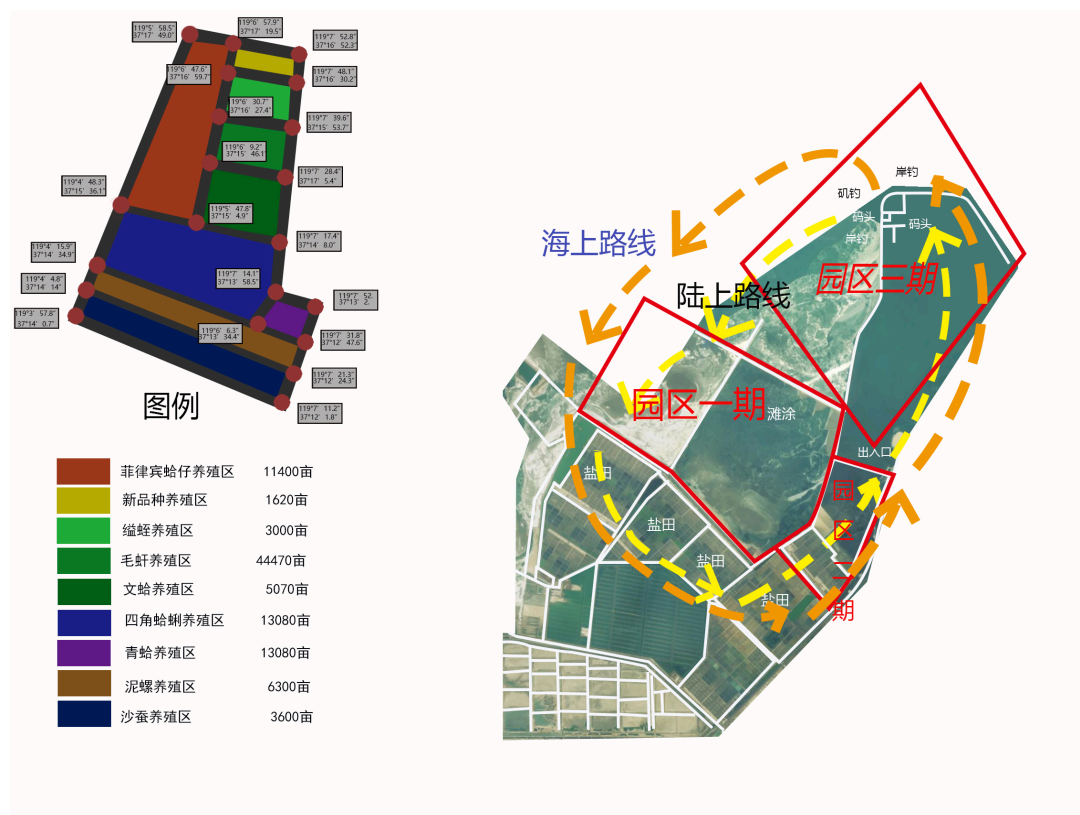 119°5′ 58.5″
37°17′ 49.0″
119°6′ 57.9″
37°17′ 19.5″
119°7′ 52.8″
37°16′ 52.3″
119°6′ 47.6″
37°16′ 59.7″
119°7′ 48.1″
37°16′ 30.2″
119°6′ 30.7″
37°16′ 27.4″
119°7′ 39.6″
37°15′ 53.7″
119°6′ 9.2″
37°15′ 46.1″
119°7′ 28.4″
37°17′ 5.4″
119°4′ 48.3″
37°15′ 36.1″
119°5′ 47.8″
37°15′ 4.9″
119°7′ 17.4″
37°14′ 8.0″
119°4′ 15.9″
37°14′ 34.9″
119°7′ 14.1″
37°13′ 58.5″
119°4′ 4.8″
37°14′ 14″
119°7′ 52.
37°13′ 2.
119°3′ 57.8″
37°14′ 0.7″
119°6′ 6.3″
37°13′ 34.4″
119°7′ 31.8″
37°12′ 47.6″
119°7′ 21.3″
37°12′ 24.3″
119°7′ 11.2″
37°12′ 1.8″
图例
菲律宾蛤仔养殖区 11400亩
新品种养殖区 1620亩
缢蛏养殖区 3000亩
毛蚶养殖区 44470亩
文蛤养殖区 5070亩
四角蛤蜊养殖区 13080亩
青蛤养殖区 13080亩
泥螺养殖区 6300亩
沙蚕养殖区 3600亩
岸钓
矶钓
码头
码头
岸钓
海上路线
园区三期
陆上路线
园区一期
滩涂
出入口
盐田
盐田
盐田
盐田
园
区
二
期